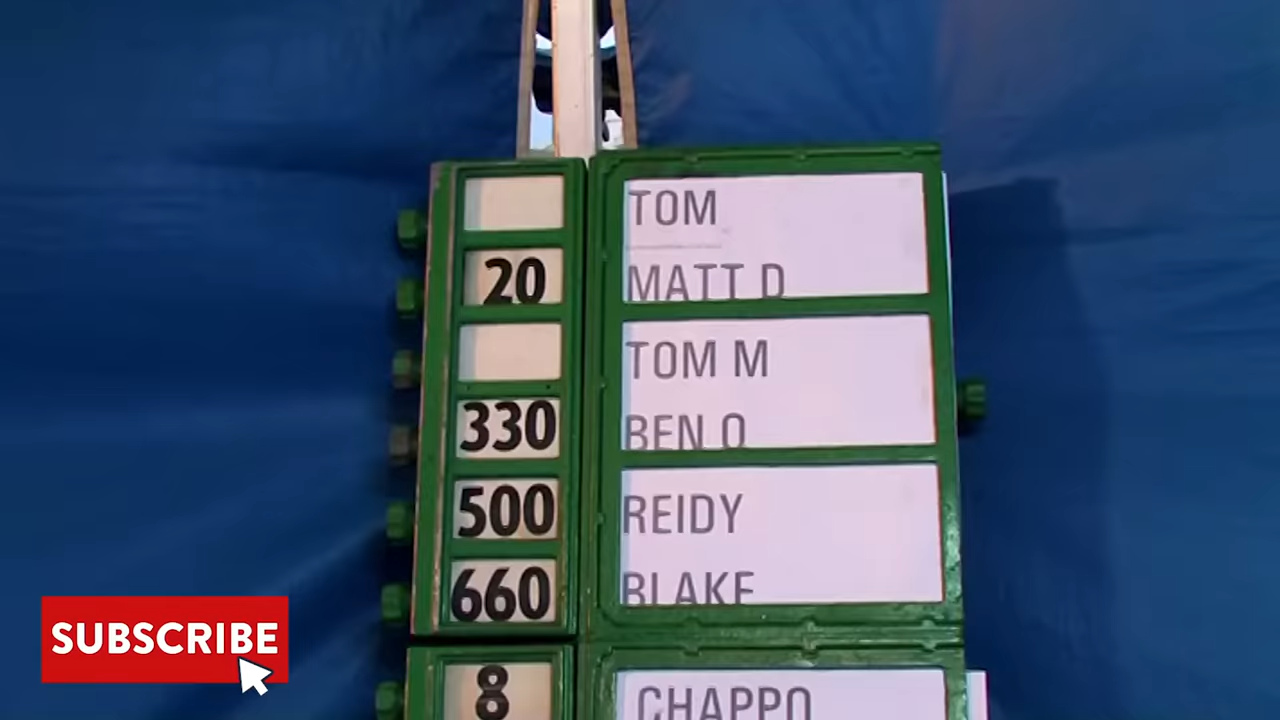 TOM
20 MATT D
TOM M
330 BEN O
500 REIDY
660 BLAKE
8 CHAPPO
SUBSCRIBE